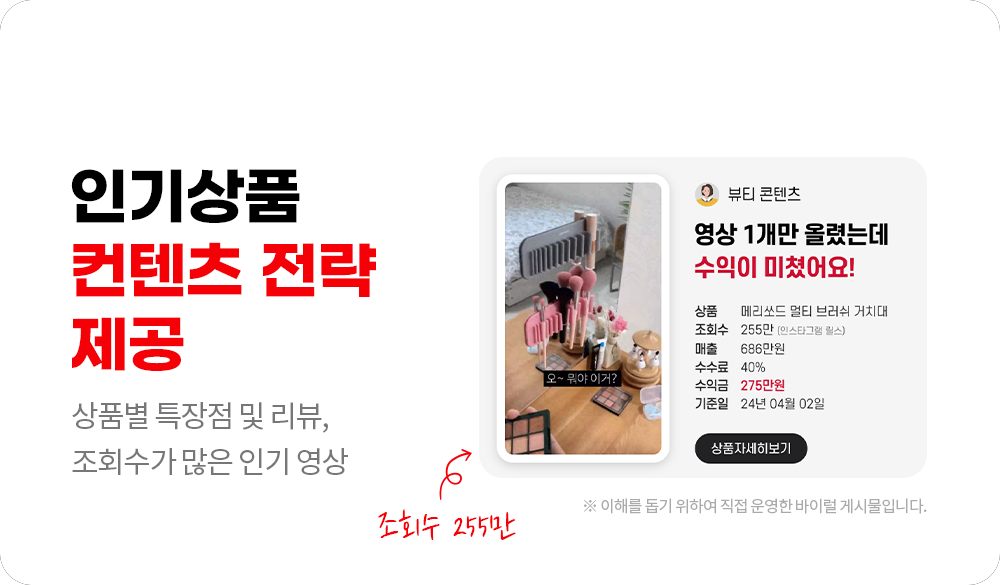 인기상품
컨텐츠 전략
제공
상품별 특장점 및 리뷰,
조회수가 많은 인기 영상
조회수 255만
오~ 뭐야 이거?
뷰티 콘텐츠
영상 1개만 올렸는데
수익이 미쳤어요!
상품 메리쏘드 멀티 브러쉬 거치대
조회수 255만 (인스타그램 릴스)
매출 686만원
수수료 40%
수익금 275만원
기준일 24년 04월 02일
상품자세히보기
※ 이해를 돕기 위하여 직접 운영한 바이럴 게시물입니다.